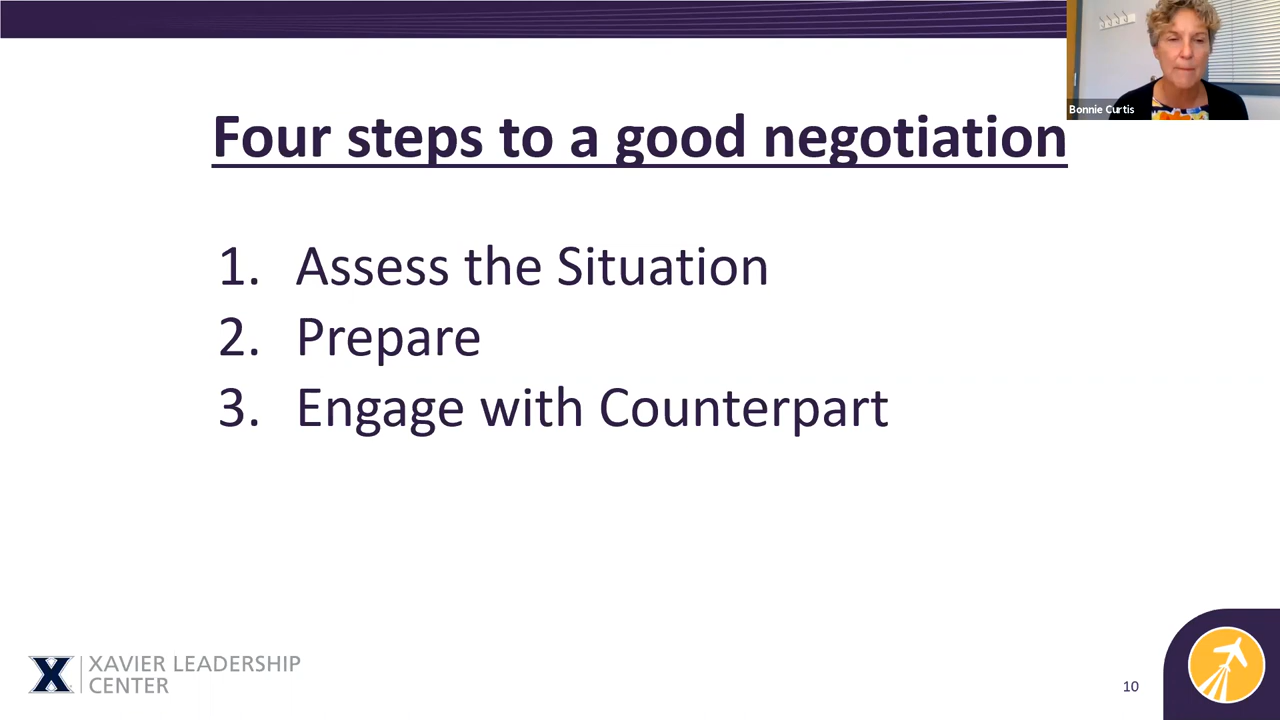 Bonnie Curtis
Four steps to a good negotiation
1. Assess the Situation
2. Prepare
3. Engage with Counterpart
X
XAVIER LEADERSHIP
CENTER
10